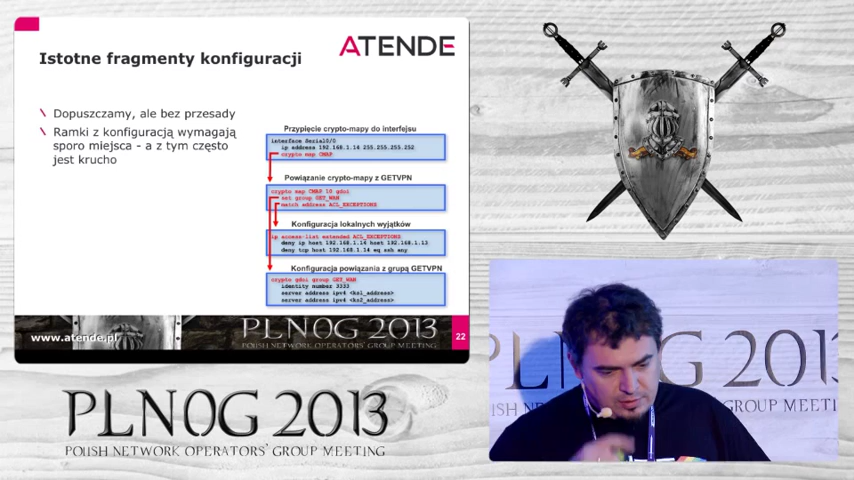 Istotne fragmenty konfiguracji
ATENDE
Dopuszczamy, ale bez przesady
Ramki z konfiguracją wymagają
sporo miejsca - a z tym często
jest krucho
Przypięcie crypto-mapy do interfejsu
interface Serial0/0
ip address 192.168.1.14 255.255.255.252
crypto map CMAP
Powiązanie crypto-mapy z GETVPN
crypto map CMAP 10 gdoi
set group GET_WAN
match address ACL_EXCEPTIONS
Konfiguracja lokalnych wyjątków
ip access-list extended ACL_EXCEPTIONS
deny ip host 192.168.1.14 host 192.168.1.13
deny tcp host 192.168.1.14 eq ssh any
Konfiguracja powiązania z grupą GETVPN
crypto gdoi group GET_WAN
identity number 3333
server address ipv4 <ks1_address>
server address ipv4 <ks2_address>
www.atende.pl
PLNOG 2013
POLISH NETWORK OPERATORS' GROUP MEETING
22
PLNOG 2013
POLISH NETWORK OPERATORS' GROUP MEETING